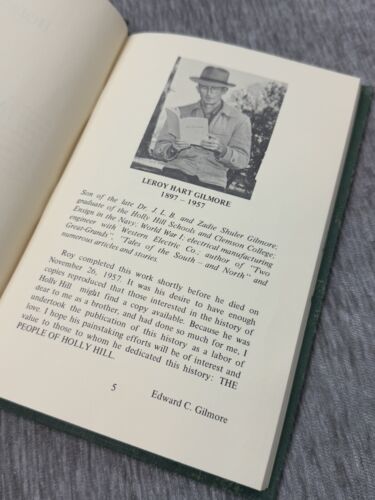 LEROY HART GILMORE
1897 – 1957
Son of the late Dr. J. L. B. and Zadie Shuler Gilmore;
graduate of the Holly Hill Schools and Clemson College;
Ensign in the Navy; World War I; electrical manufacturing
engineer with Western Electric Co.; author of "Two
Great-Grands", "Tales of the South – and North" and
numerous articles and stories
Roy completed this work shortly before he died on
November 26, 1957. It was his desire to have enough
copies produced that those interested in the history of
Holly Hill might find a copy available. Because he was
dear to me as a brother, and had done so much for me, I
undertook the publication of this history as a labor of
love. I hope his painstaking efforts will be of interest and
value to those to whom he dedicated this history: THE
PEOPLE OF HOLLY HILL.
Edward C. Gilmore
5